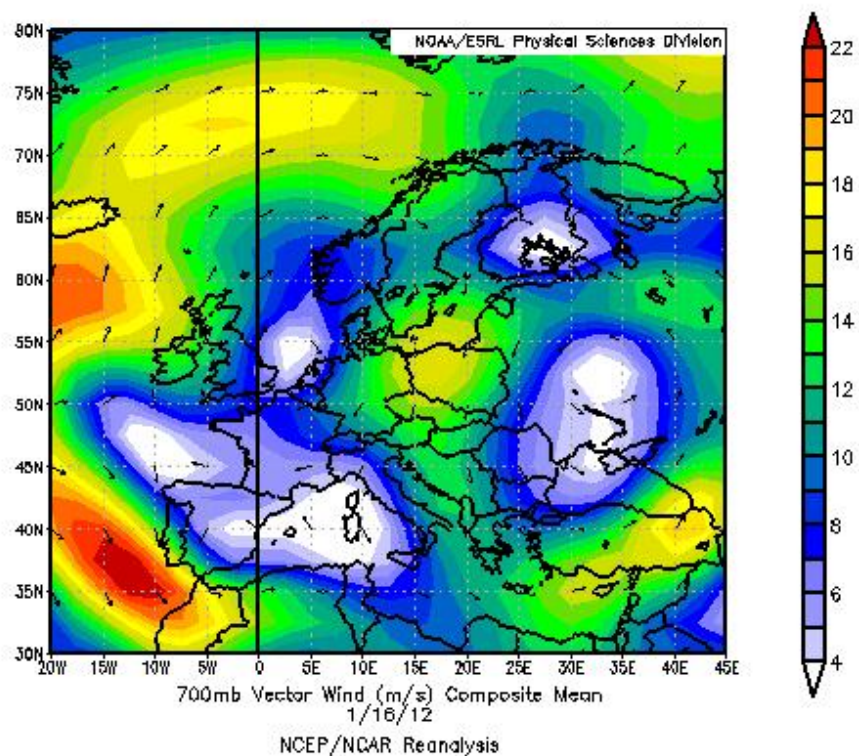 NOAA/ESRL Physical Sciences Division
80N
75N
70N
65N
60N
55N
50N
45N
40N
35N
30N
20W 15W 10W 5W 0 5E 10E 15E 20E 25E 30E 35E 40E 45E
22
20
18
16
14
12
10
8
6
4
700mb Vector Wind (m/s) Composite Mean
1/16/12
NCEP/NCAR Reanalysis